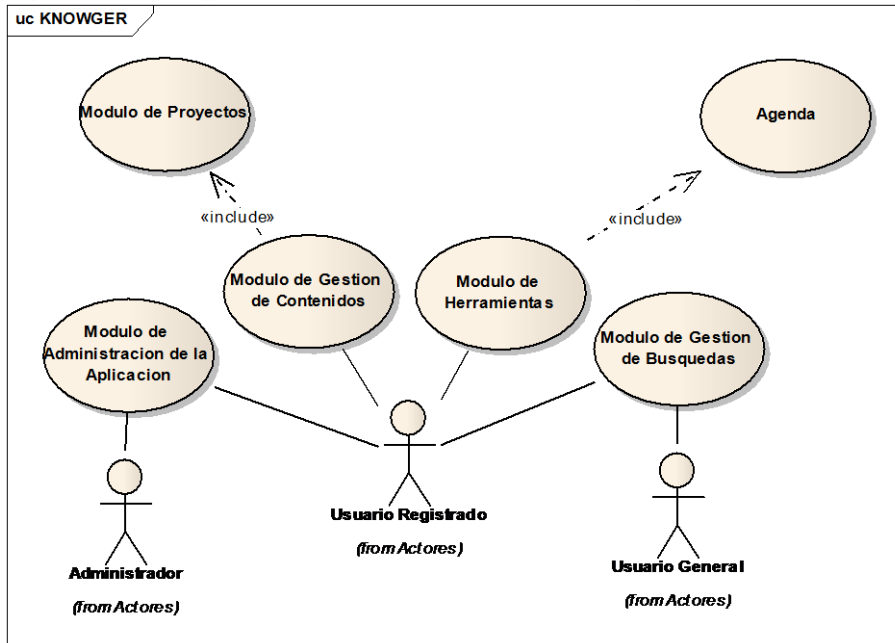 uc KNOWGER
Modulo de Proyectos
Agenda
«include»
«include»
Modulo de Gestion
de Contenidos
Modulo de
Herramientas
Modulo de
Administracion de la
Aplicacion
Modulo de Gestion
de Busquedas
Usuario Registrado
(from Actores)
Administrador
(from Actores)
Usuario General
(from Actores)